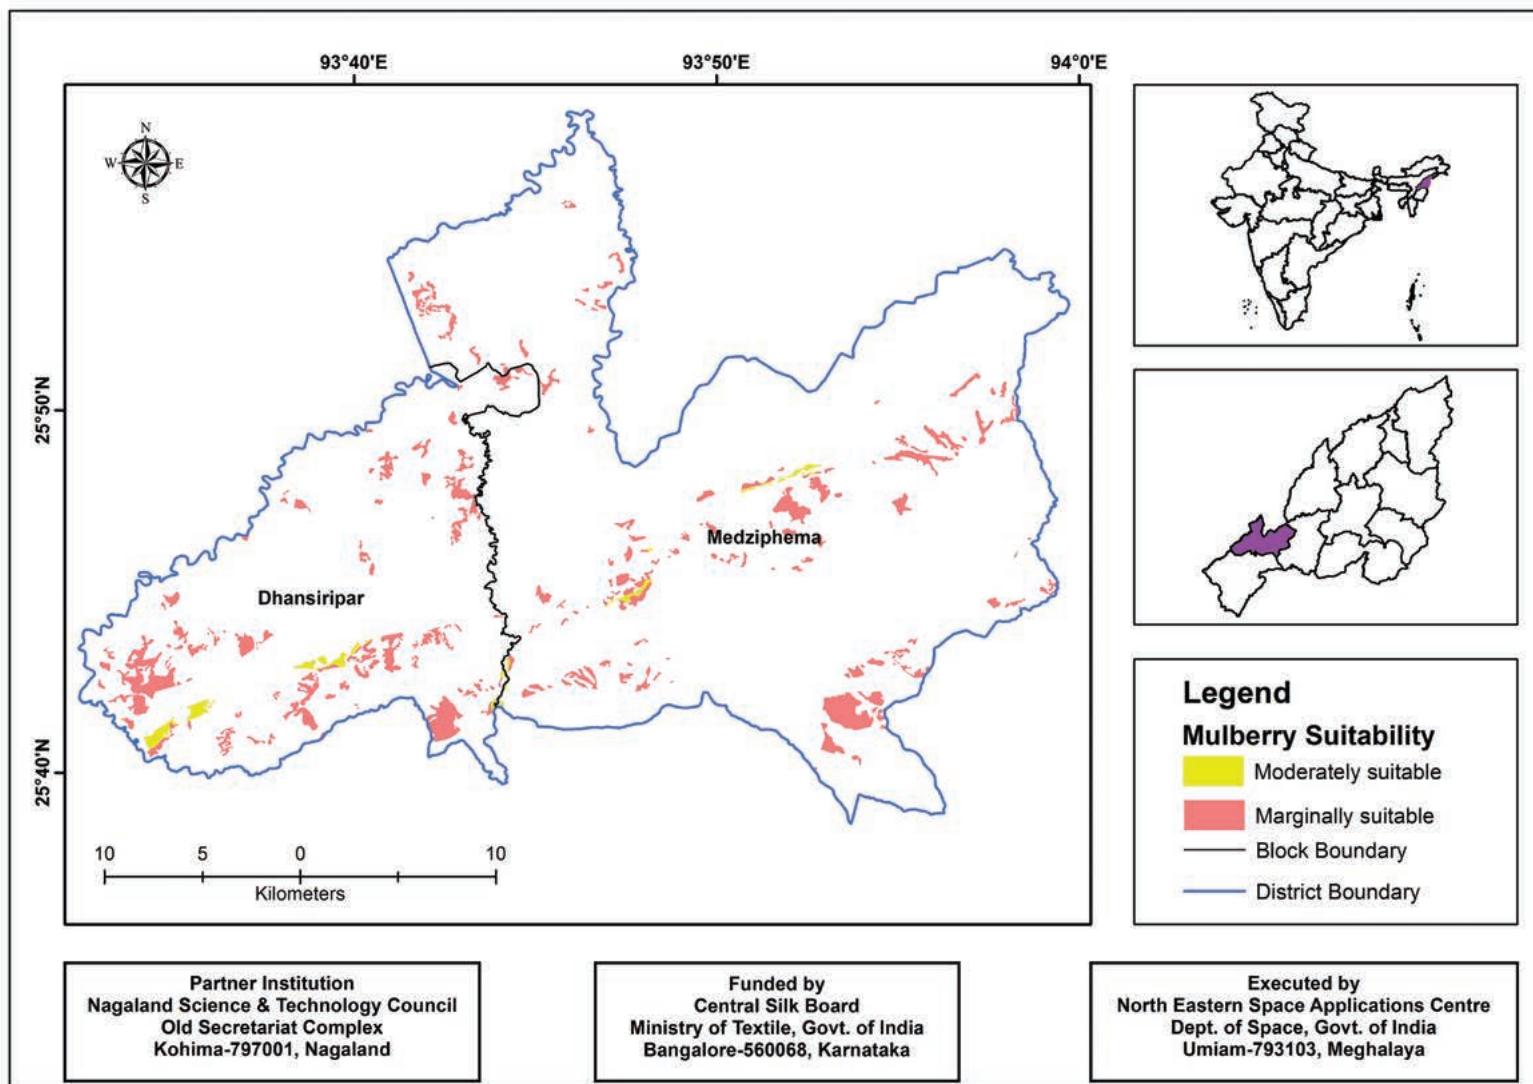 93°40'E
93°50'E
94°0'E
N
W
E
S
25°50'N
25°40'N
Medziphema
Dhansiripar
10
5
0
10
Kilometers
Legend
Mulberry Suitability
Moderately suitable
Marginally suitable
Block Boundary
District Boundary
Partner Institution
Nagaland Science & Technology Council
Old Secretariat Complex
Kohima-797001, Nagaland
Funded by
Central Silk Board
Ministry of Textile, Govt. of India
Bangalore-560068, Karnataka
Executed by
North Eastern Space Applications Centre
Dept. of Space, Govt. of India
Umiam-793103, Meghalaya